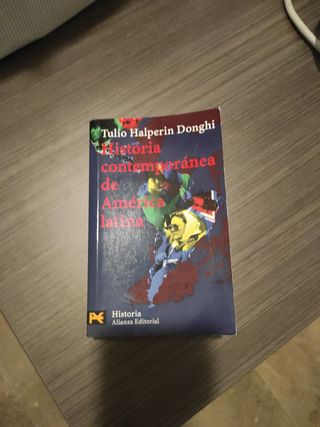 Tulio Halperin Donghi
Historia
contemporánea
de
América
latina
Historia
Alianza Editorial